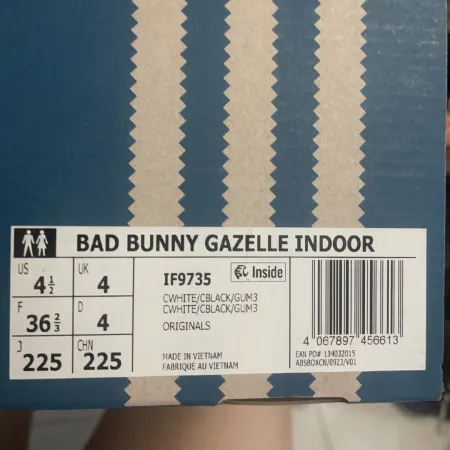 BAD BUNNY GAZELLE INDOOR
US 4½ UK 4
F 36⅔ D 4
J 225 CHN 225
IF9735 Inside
CWHITE/CBLACK/GUM3
CWHITE/CBLACK/GUM3
ORIGINALS
MADE IN VIETNAM
FABRIQUE AU VIETNAM
4 067897 456613
EAN PO# 134032015
ABSBOXCN/0923/V01